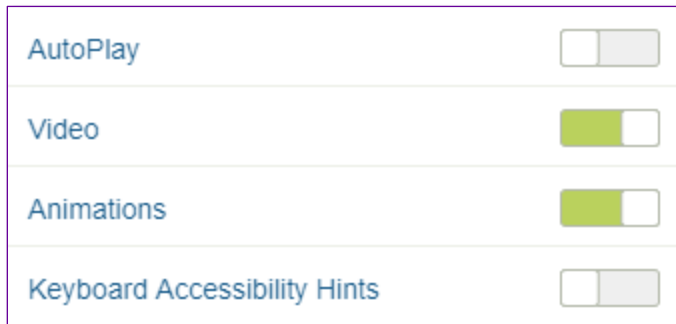 AutoPlay
Video
Animations
Keyboard Accessibility Hints